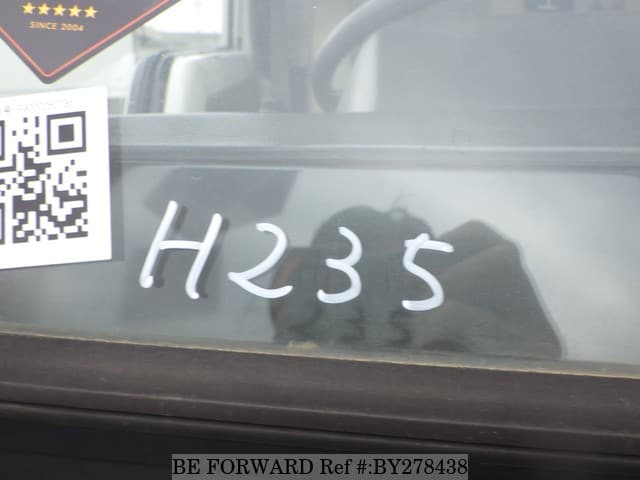 ★★★★★
SINCE 2004
H235
BE FORWARD Ref #:BY278438